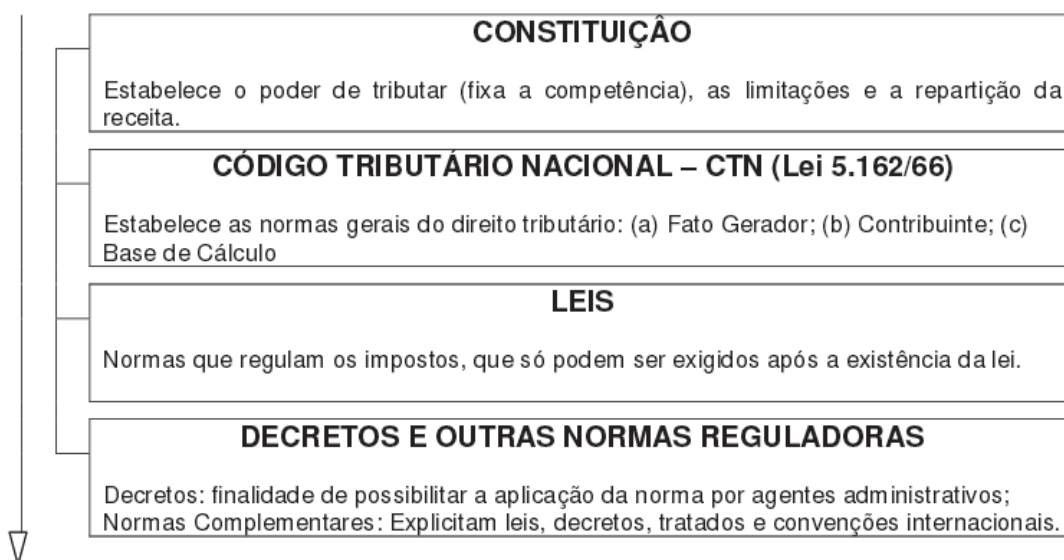 CONSTITUIÇÂO
Estabelece o poder de tributar (fixa a competência), as limitações e a repartição da
receita.
CÓDIGO TRIBUTÁRIO NACIONAL – CTN (Lei 5.162/66)
Estabelece as normas gerais do direito tributário: (a) Fato Gerador; (b) Contribuinte; (c)
Base de Cálculo
LEIS
Normas que regulam os impostos, que só podem ser exigidos após a existência da lei.
DECRETOS E OUTRAS NORMAS REGULADORAS
Decretos: finalidade de possibilitar a aplicação da norma por agentes administrativos;
Normas Complementares: Explicitam leis, decretos, tratados e convenções internacionais.